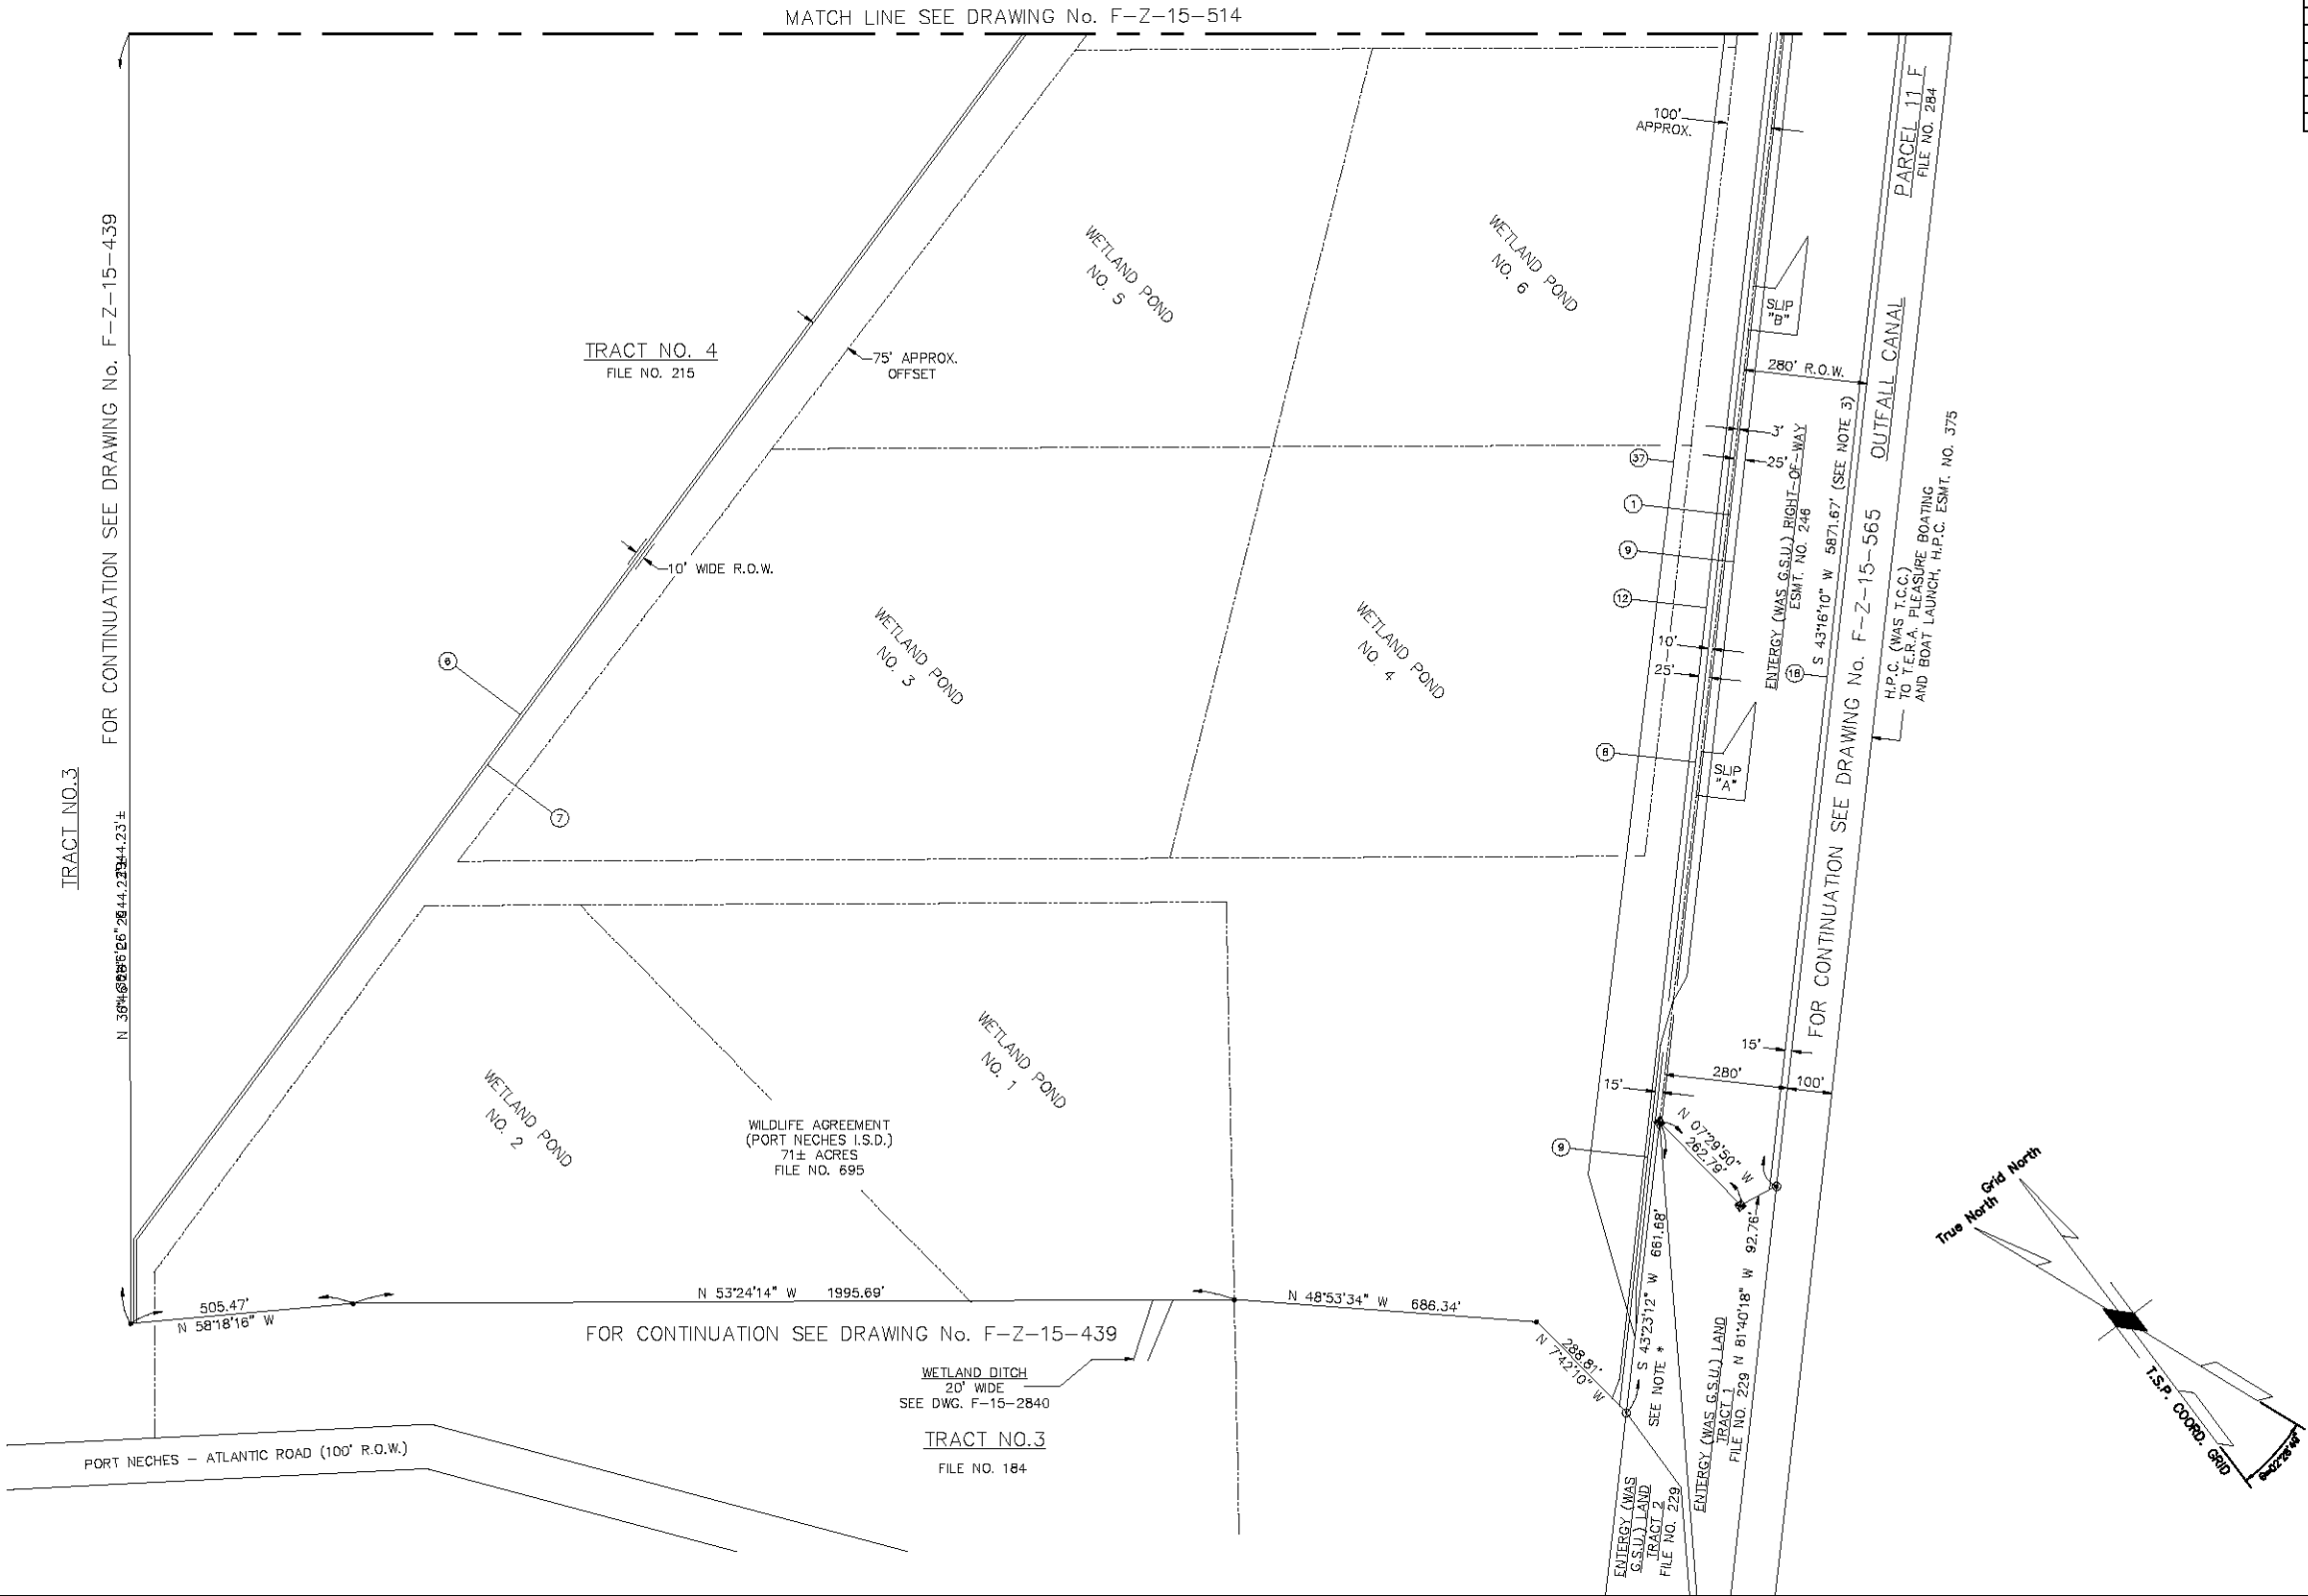 MATCH LINE SEE DRAWING No. F-Z-15-514
FOR CONTINUATION SEE DRAWING No. F-Z-15-439
TRACT NO.3
TRACT NO. 4
FILE NO. 215
75' APPROX.
OFFSET
10' WIDE R.O.W.
6
7
WETLAND POND
NO. 5
WETLAND POND
NO. 6
WETLAND POND
NO. 3
WETLAND POND
NO. 4
WETLAND POND
NO. 2
WETLAND POND
NO. 1
WILDLIFE AGREEMENT
(PORT NECHES I.S.D.)
71± ACRES
FILE NO. 695
100'
APPROX.
PARCEL 11 F
FILE NO. 284
SLIP
"B"
280' R.O.W.
OUTFALL CANAL
3'
25'
37
1
9
12
10'
25'
8
SLIP
"A"
ENTERGY (WAS G.S.U.) RIGHT-OF-WAY
ESMT. NO. 246
18
S 43°16'10" W 5871.67' (SEE NOTE 3)
FOR CONTINUATION SEE DRAWING No. F-Z-15-565
H.P.C. (WAS T.C.C.)
TO T.E.R.A. PLEASURE BOATING
AND BOAT LAUNCH, H.P.C. ESMT. NO. 375
15'
280'
100'
15'
9
N 07°29'50" W
262.79'
S 43°23'12" W 661.68'
SEE NOTE *
N 81°40'18" W 92.76'
ENTERGY (WAS G.S.U.) LAND
TRACT 1
FILE NO. 229
ENTERGY (WAS
G.S.U.) LAND
TRACT 2
FILE NO. 229
505.47'
N 58°18'16" W
N 53°24'14" W 1995.69'
N 48°53'34" W 686.34'
288.81'
N 7°42'10" W
FOR CONTINUATION SEE DRAWING No. F-Z-15-439
WETLAND DITCH
20' WIDE
SEE DWG. F-15-2840
TRACT NO.3
FILE NO. 184
PORT NECHES - ATLANTIC ROAD (100' R.O.W.)
Grid North
True North
T.S.P. COORD. GRID